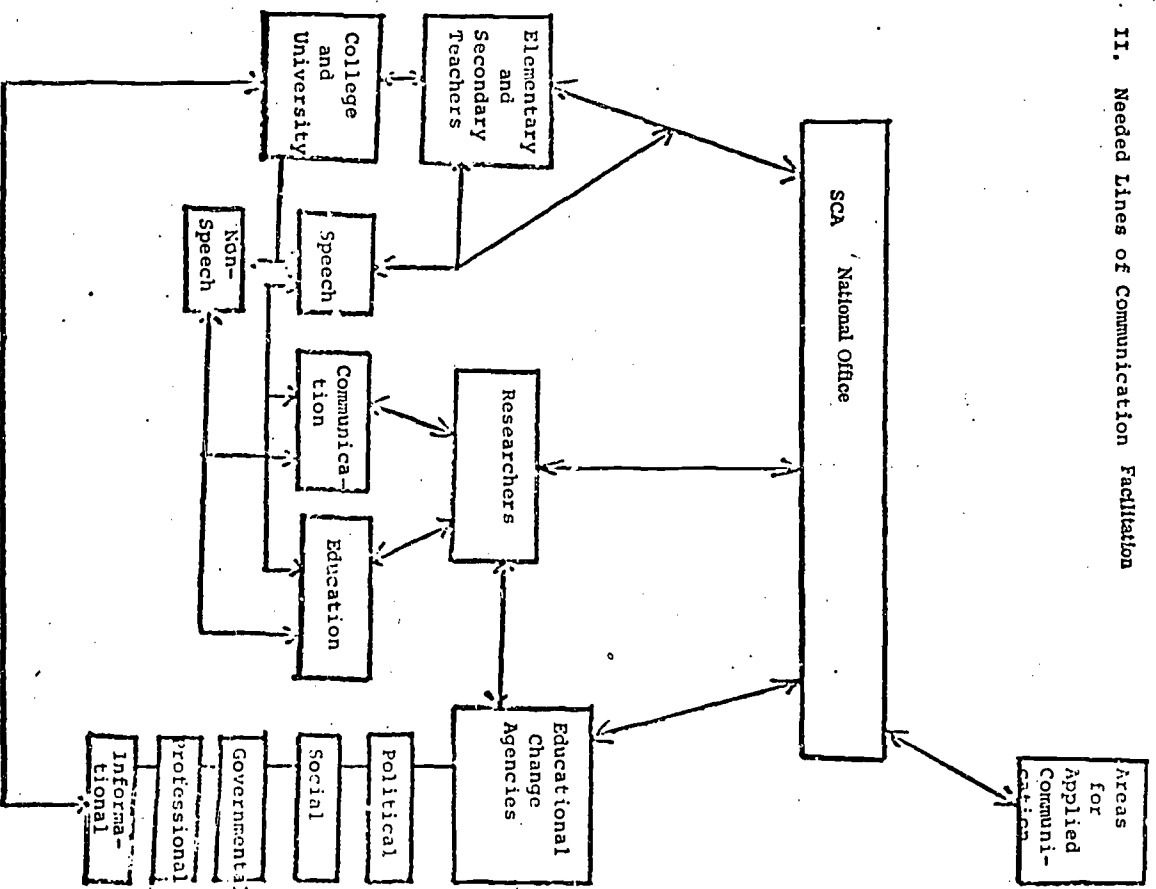 II. Needed Lines of Communication Facilitation
Areas
for
Applied
Communi-
cation
SCA National Office
Elementary
and
Secondary
Teachers
Researchers
Educational
Change
Agencies
College
and
University
Speech
Communica-
tion
Education
Political
Non-
Speech
Social
Governmental
Professional
Informa-
tional